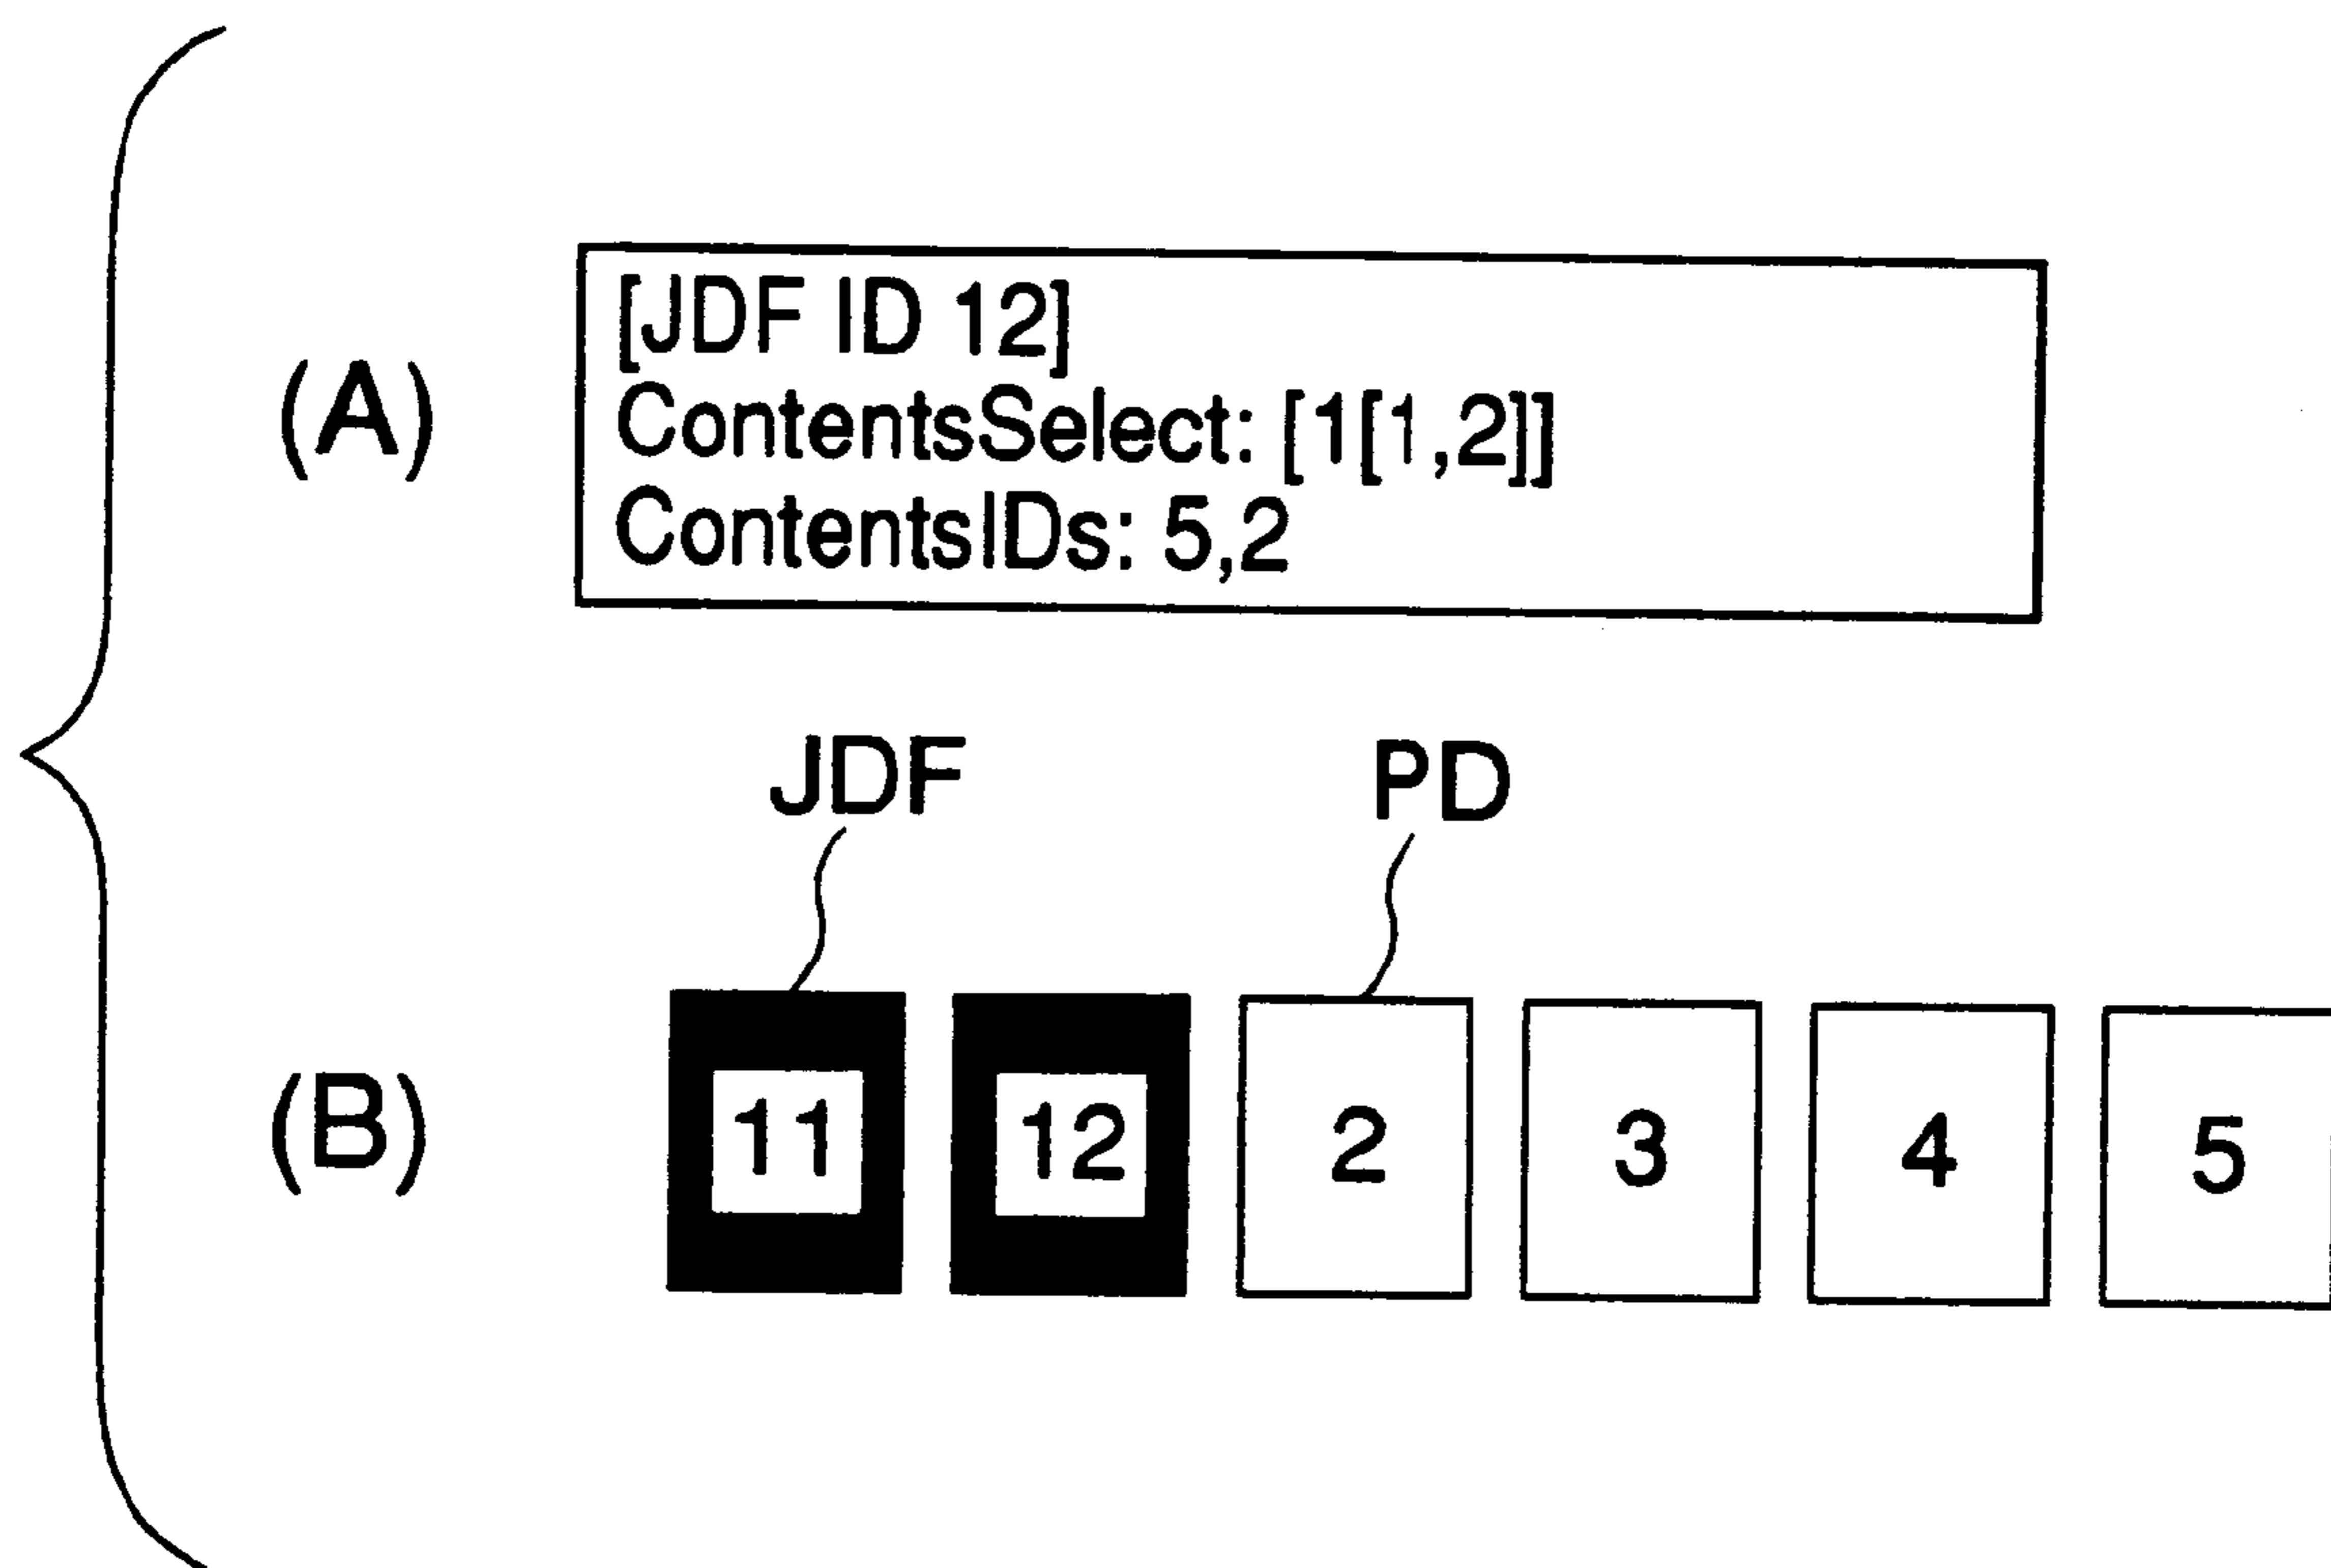 (A)
[JDF ID 12]
ContentsSelect: [1[1,2]]
ContentsIDs: 5,2
JDF PD
(B)
11 12 2 3 4 5